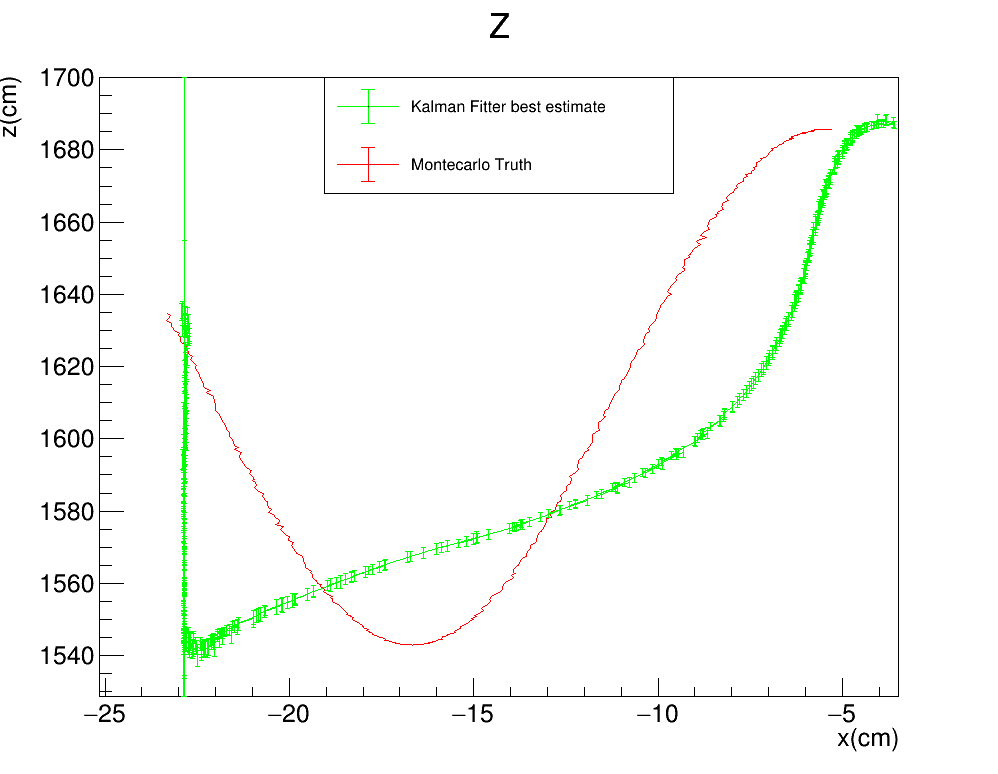 Z
z(cm)
1700
1680
1660
1640
1620
1600
1580
1560
1540
Kalman Fitter best estimate
Montecarlo Truth
−25 −20 −15 −10 −5
x(cm)